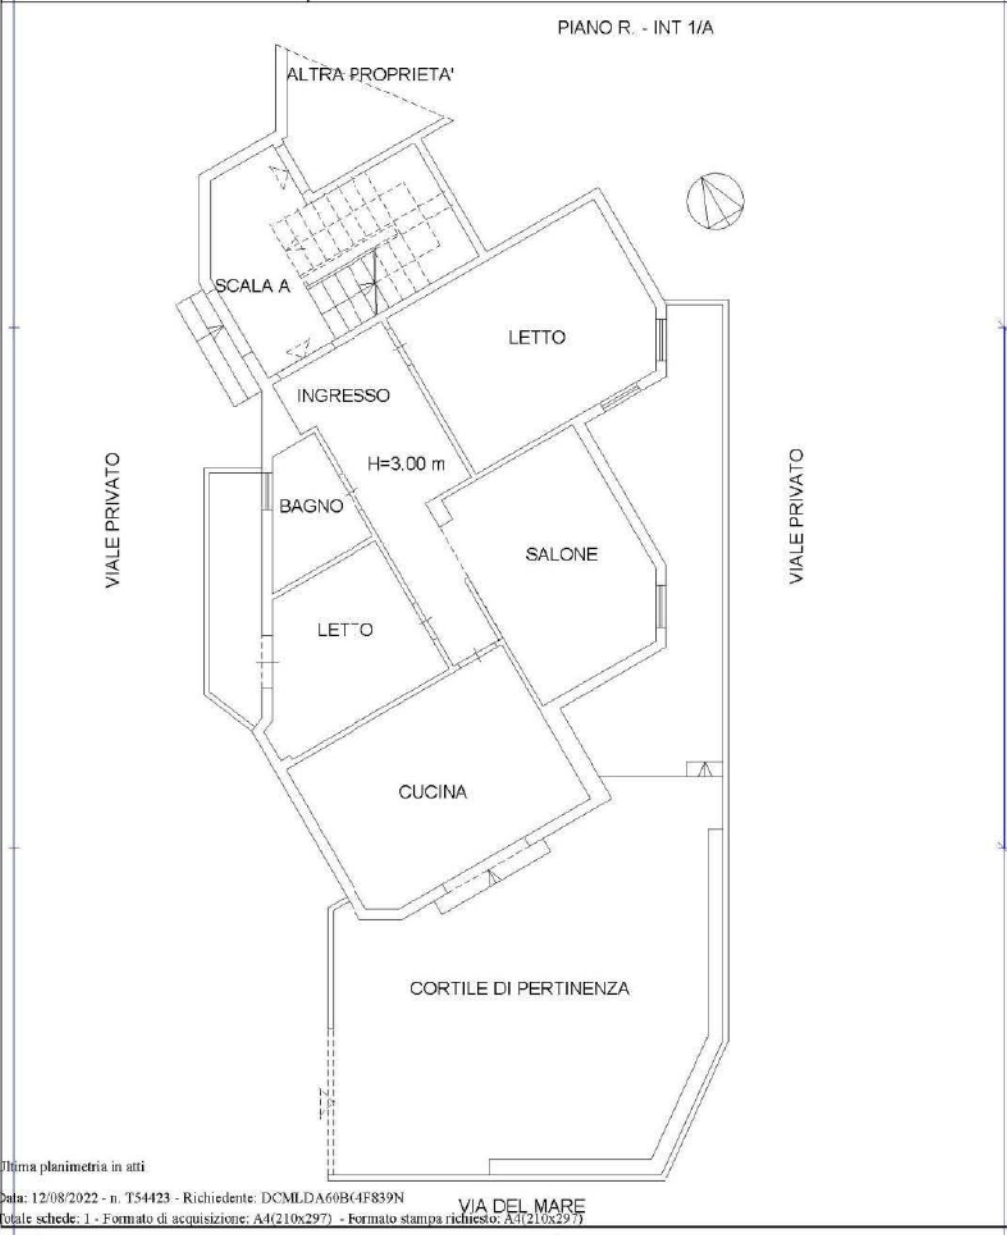 PIANO R. - INT 1/A
ALTRA PROPRIETA'
SCALA A
LETTO
INGRESSO
H=3.00 m
VIALE PRIVATO
VIALE PRIVATO
BAGNO
SALONE
LETTO
CUCINA
CORTILE DI PERTINENZA
Ultima planimetria in atti
Data: 12/08/2022 - n. T54423 - Richiedente:
VIA DEL MARE
Totale schede: 1 - Formato di acquisizione: A4(210x297) - Formato stampa richiesto: A4(210x297)